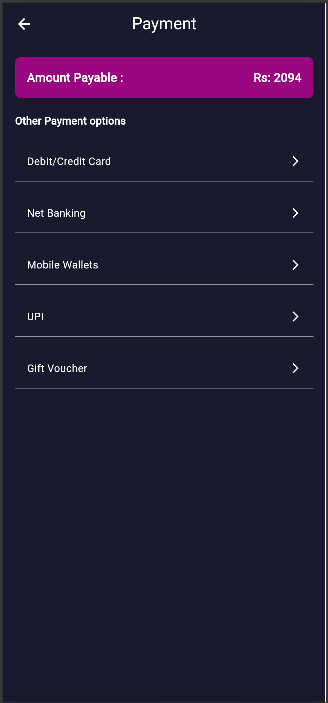 Payment
Amount Payable : Rs: 2094
Other Payment options
Debit/Credit Card
Net Banking
Mobile Wallets
UPI
Gift Voucher